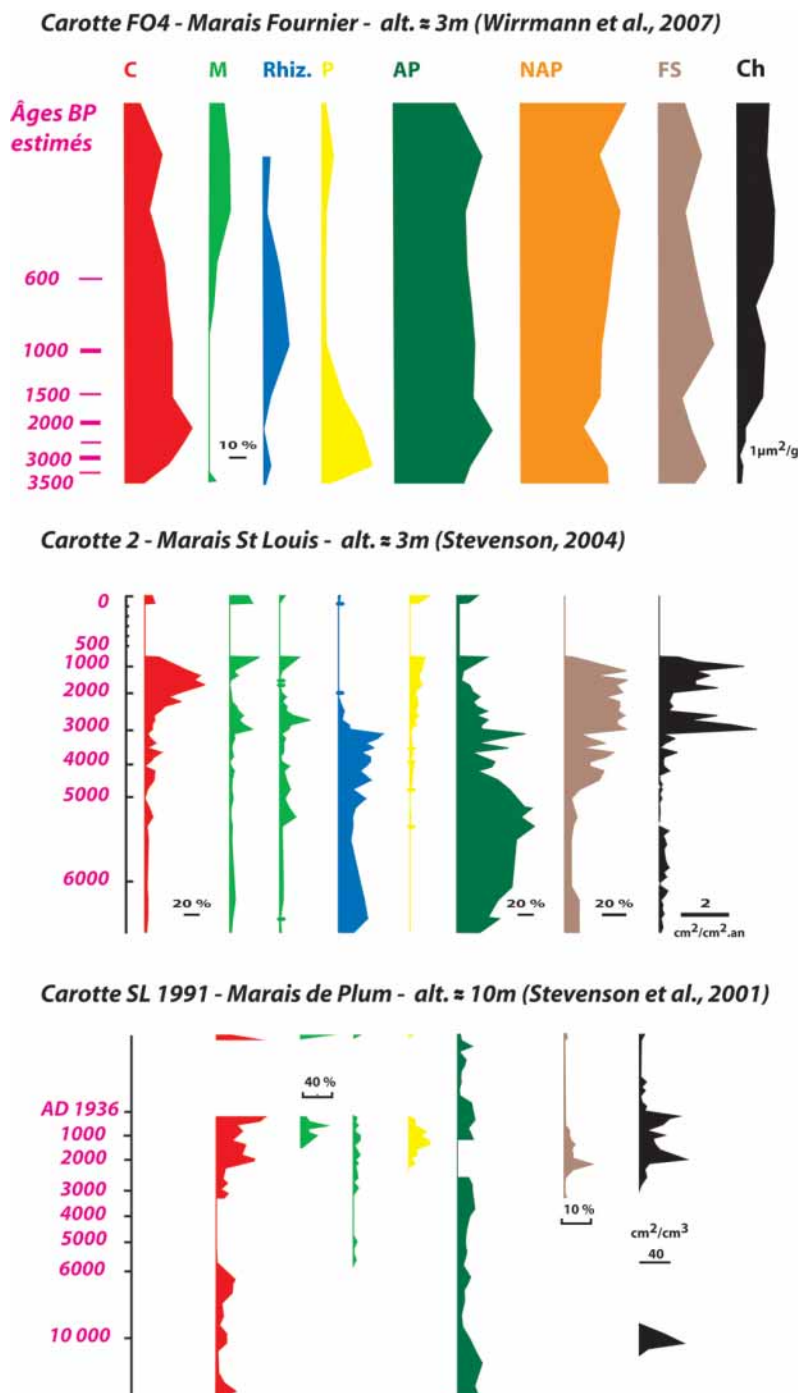 Carotte FO4 - Marais Fournier - alt. ≈ 3m (Wirrmann et al., 2007)
C M Rhiz. P AP NAP FS Ch
Âges BP
estimés
600
1000
1500
2000
10 %
1µm²/g
3000
3500
Carotte 2 - Marais St Louis - alt. ≈ 3m (Stevenson, 2004)
0
500
1000
2000
3000
4000
5000
6000
20 % 20 % 20 % 2
cm²/cm².an
Carotte SL 1991 - Marais de Plum - alt. ≈ 10m (Stevenson et al., 2001)
40 %
AD 1936
1000
2000
3000
10 %
4000
cm²/cm³
5000
40
6000
10 000